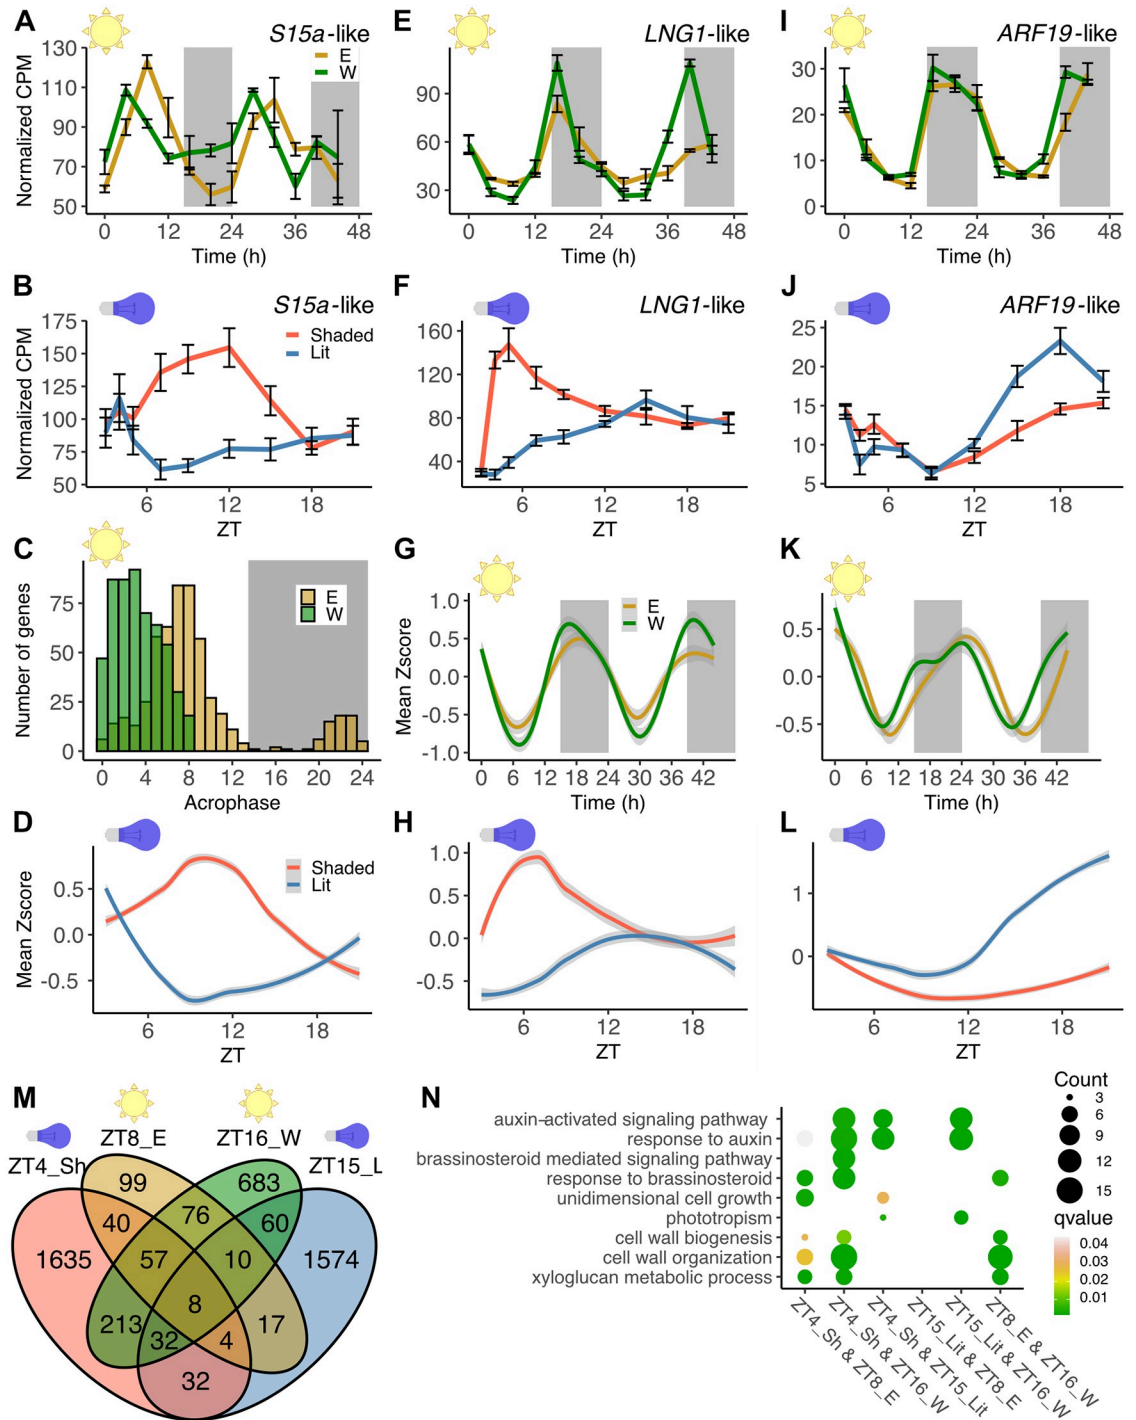 A
S15a-like
Normalized CPM
130
110
90
70
50
E
W
0
12
24
36
48
Time (h)
E
LNG1-like
90
60
30
0
12
24
36
48
Time (h)
I
ARF19-like
30
20
10
0
0
12
24
36
48
Time (h)
B
S15a-like
Normalized CPM
175
150
125
100
75
50
Shaded
Lit
6
12
18
ZT
F
LNG1-like
160
120
80
40
6
12
18
ZT
J
ARF19-like
25
20
15
10
5
6
12
18
ZT
C
Number of genes
75
50
25
0
E
W
0
4
8
12
16
20
24
Acrophase
G
Mean Zscore
1.0
0.5
0.0
-0.5
-1.0
E
W
0
6
12
18
24
30
36
42
Time (h)
K
0.5
0.0
-0.5
0
6
12
18
24
30
36
42
Time (h)
D
Mean Zscore
0.5
0.0
-0.5
Shaded
Lit
6
12
18
ZT
H
1.0
0.5
0.0
-0.5
6
12
18
ZT
L
1
0
6
12
18
ZT
M
ZT4_Sh
ZT8_E
ZT16_W
ZT15_L
99
683
40
76
60
1635
57
10
1574
8
213
32
4
17
32
N
auxin-activated signaling pathway
response to auxin
brassinosteroid mediated signaling pathway
response to brassinosteroid
unidimensional cell growth
phototropism
cell wall biogenesis
cell wall organization
xyloglucan metabolic process
ZT4_Sh & ZT8_E
ZT4_Sh & ZT16_W
ZT4_Sh & ZT15_Lit
ZT15_Lit & ZT8_E
ZT15_Lit & ZT16_W
ZT8_E & ZT16_W
Count
3
6
9
12
15
qvalue
0.04
0.03
0.02
0.01